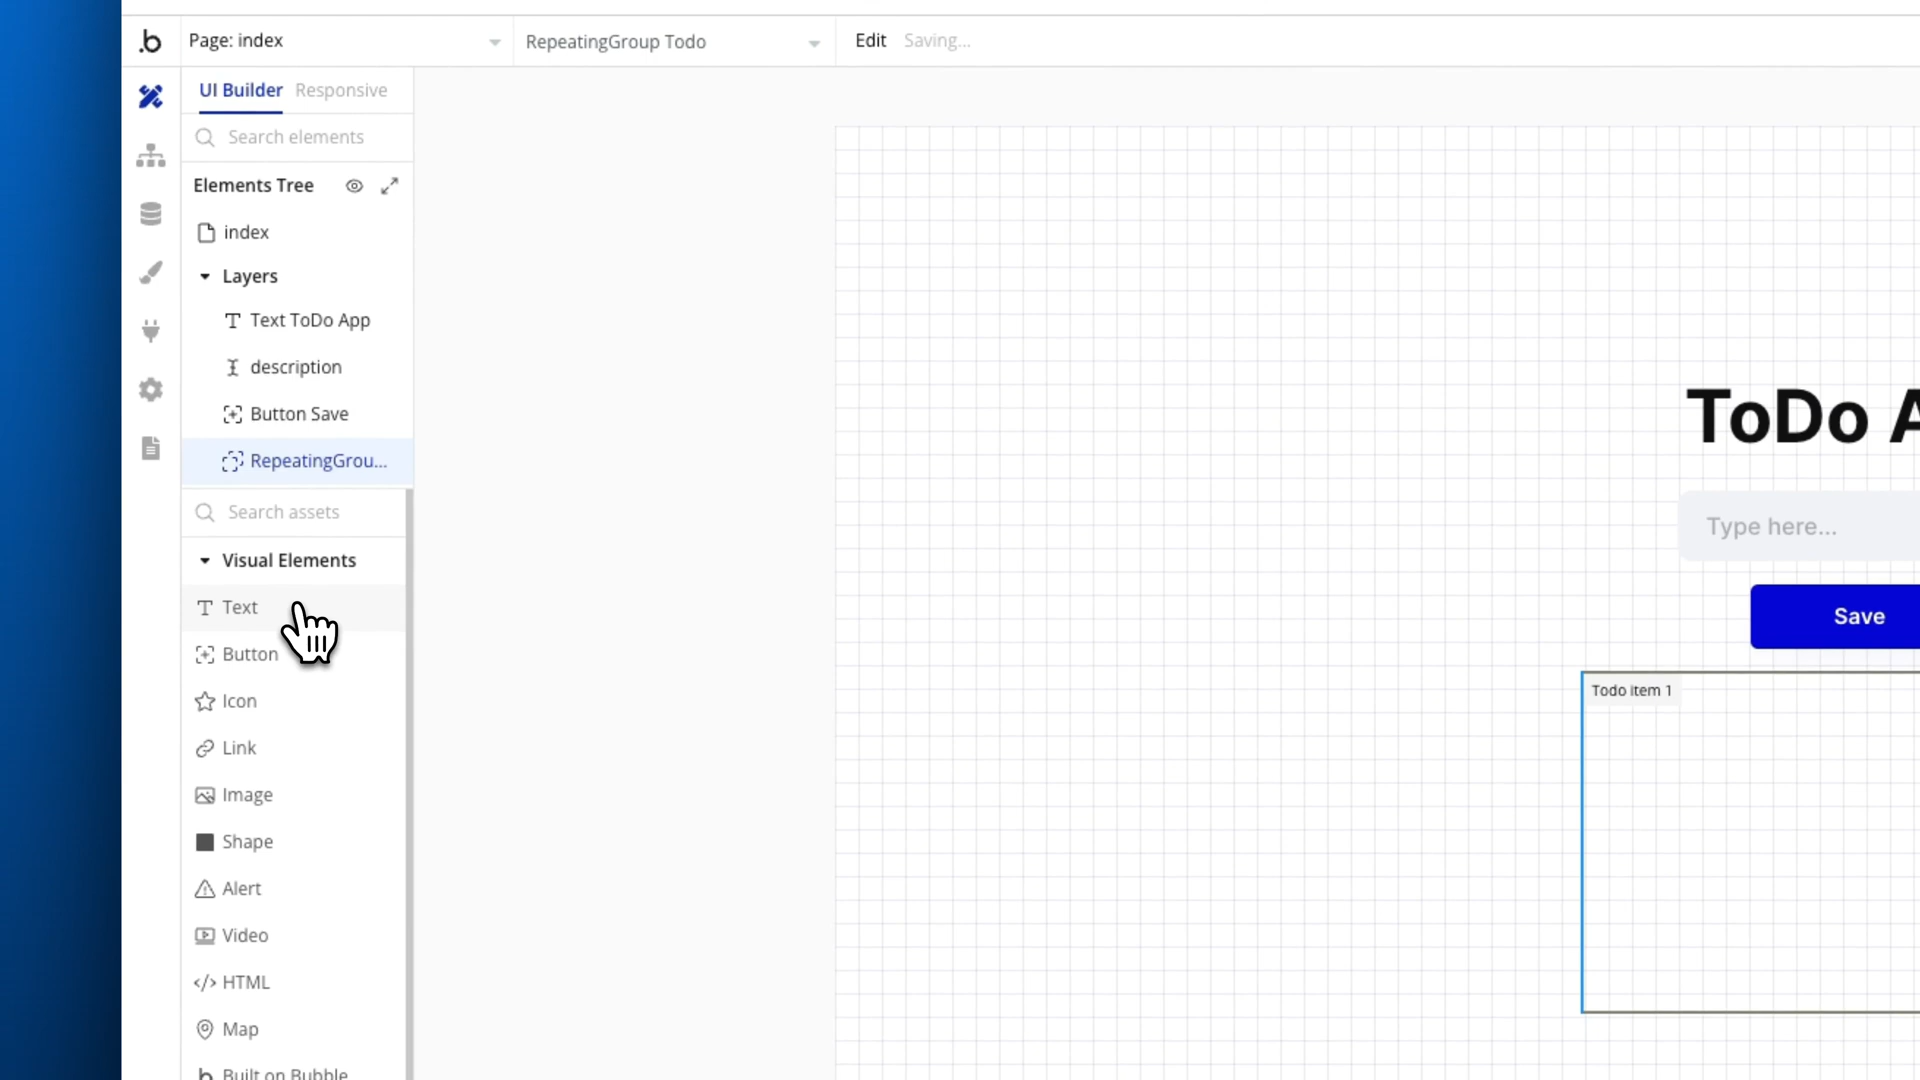 Page: index
RepeatingGroup Todo
Edit Saving...
UI Builder Responsive
Search elements
Elements Tree
index
Layers
Text ToDo App
description
Button Save
RepeatingGrou...
Search assets
Visual Elements
Text
Button
Icon
Link
Image
Shape
Alert
Video
HTML
Map
Built on Bubble
ToDo A
Type here...
Save
Todo item 1